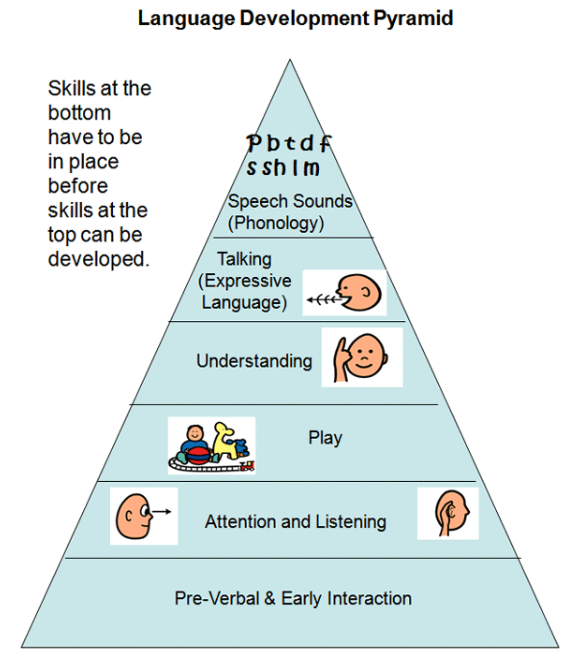 Language Development Pyramid
Skills at the
bottom
have to be
in place
before
skills at the
top can be
developed.
P b t d f
s sh l m
Speech Sounds
(Phonology)
Talking
(Expressive
Language)
Understanding
Play
Attention and Listening
Pre-Verbal & Early Interaction